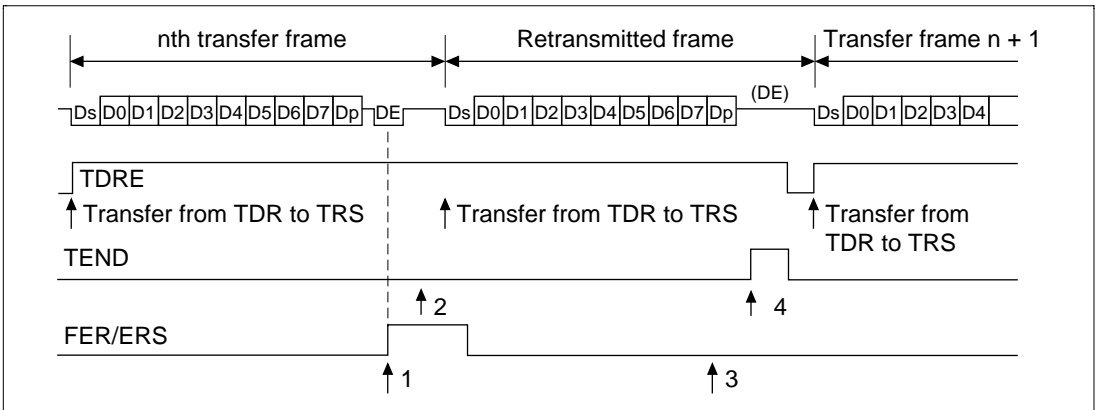 nth transfer frame Retransmitted frame Transfer frame n + 1
(DE)
Ds D0 D1 D2 D3 D4 D5 D6 D7 Dp DE Ds D0 D1 D2 D3 D4 D5 D6 D7 Dp Ds D0 D1 D2 D3 D4
TDRE
Transfer from TDR to TRS Transfer from TDR to TRS Transfer from
TDR to TRS
TEND
2 4
FER/ERS
1 3